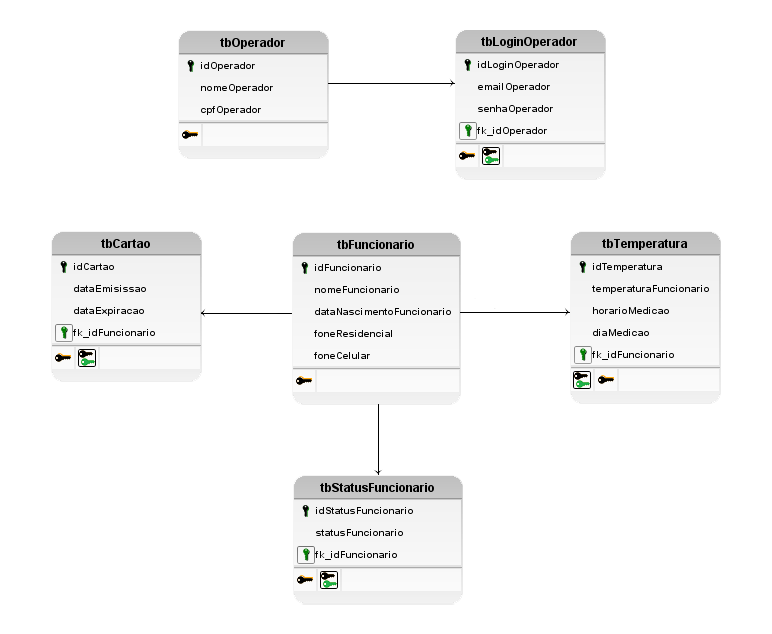 tbOperador
idOperador
nomeOperador
cpfOperador
tbLoginOperador
idLoginOperador
emailOperador
senhaOperador
fk_idOperador
tbCartao
idCartao
dataEmisissao
dataExpiracao
fk_idFuncionario
tbFuncionario
idFuncionario
nomeFuncionario
dataNascimentoFuncionario
foneResidencial
foneCelular
tbTemperatura
idTemperatura
temperaturaFuncionario
horarioMedicao
diaMedicao
fk_idFuncionario
tbStatusFuncionario
idStatusFuncionario
statusFuncionario
fk_idFuncionario